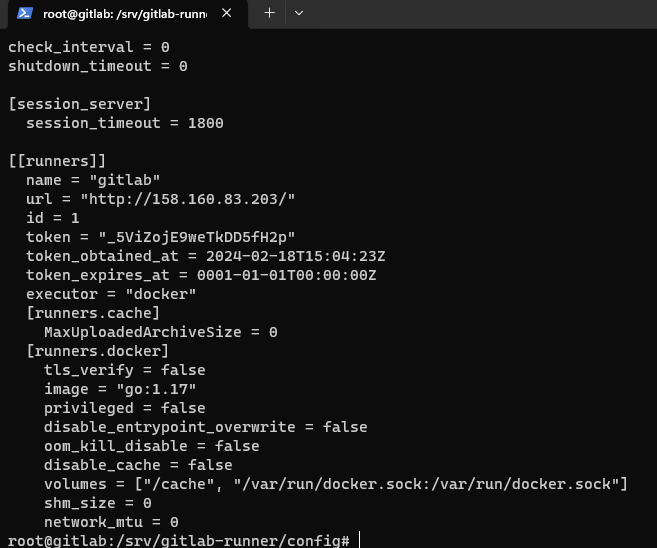 root@gitlab: /srv/gitlab-runn
check_interval = 0
shutdown_timeout = 0
[session_server]
session_timeout = 1800
[[runners]]
name = "gitlab"
url = "http://158.160.83.203/"
id = 1
token = "_5ViZojE9weTkDD5fH2p"
token_obtained_at = 2024-02-18T15:04:23Z
token_expires_at = 0001-01-01T00:00:00Z
executor = "docker"
[runners.cache]
MaxUploadedArchiveSize = 0
[runners.docker]
tls_verify = false
image = "go:1.17"
privileged = false
disable_entrypoint_overwrite = false
oom_kill_disable = false
disable_cache = false
volumes = ["/cache", "/var/run/docker.sock:/var/run/docker.sock"]
shm_size = 0
network_mtu = 0
root@gitlab:/srv/gitlab-runner/config#